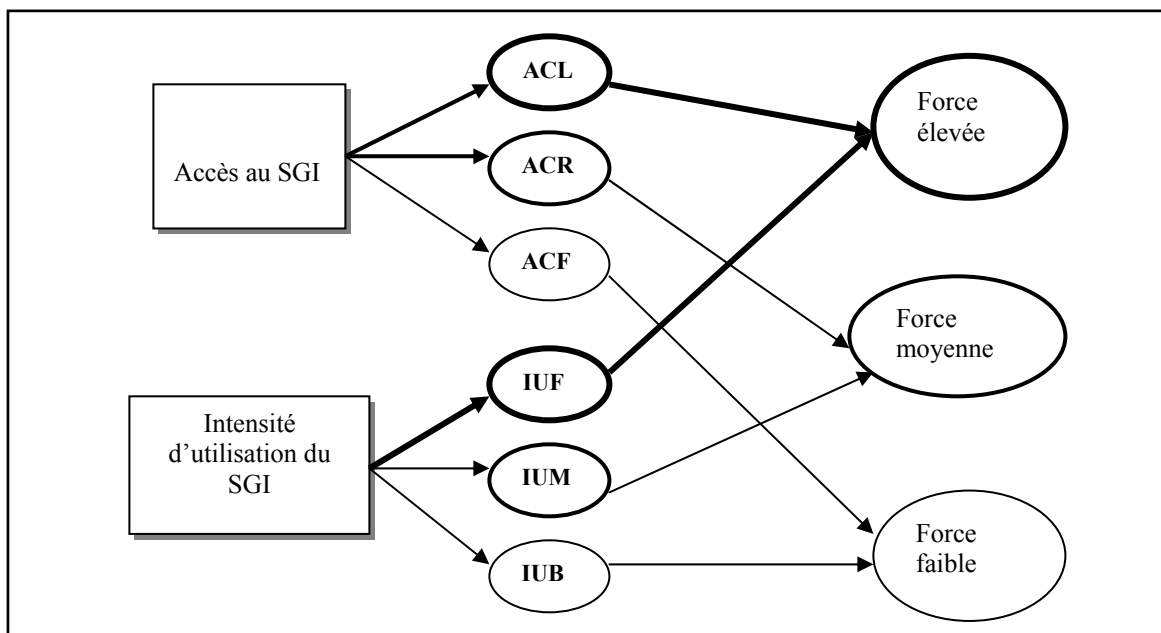 Accès au SGI
ACL
ACR
ACF
Intensité
d’utilisation du
SGI
IUF
IUM
IUB
Force
élevée
Force
moyenne
Force
faible